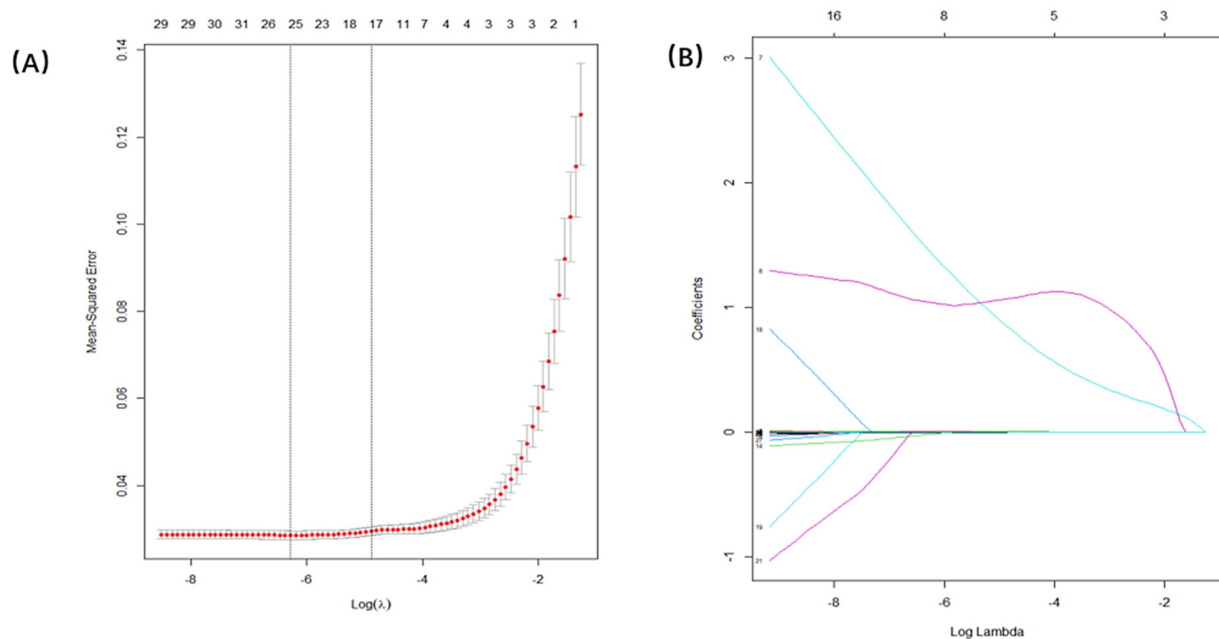 (A)
29 29 30 31 26 25 23 18 17 11 7 4 4 3 3 3 2 1
0.14
0.12
0.10
0.08
0.06
0.04
Mean-Squared Error
-8 -6 -4 -2
Log(λ)
(B)
16 8 5 3
3
2
1
0
-1
Coefficients
7
19
21
-8 -6 -4 -2
Log Lambda